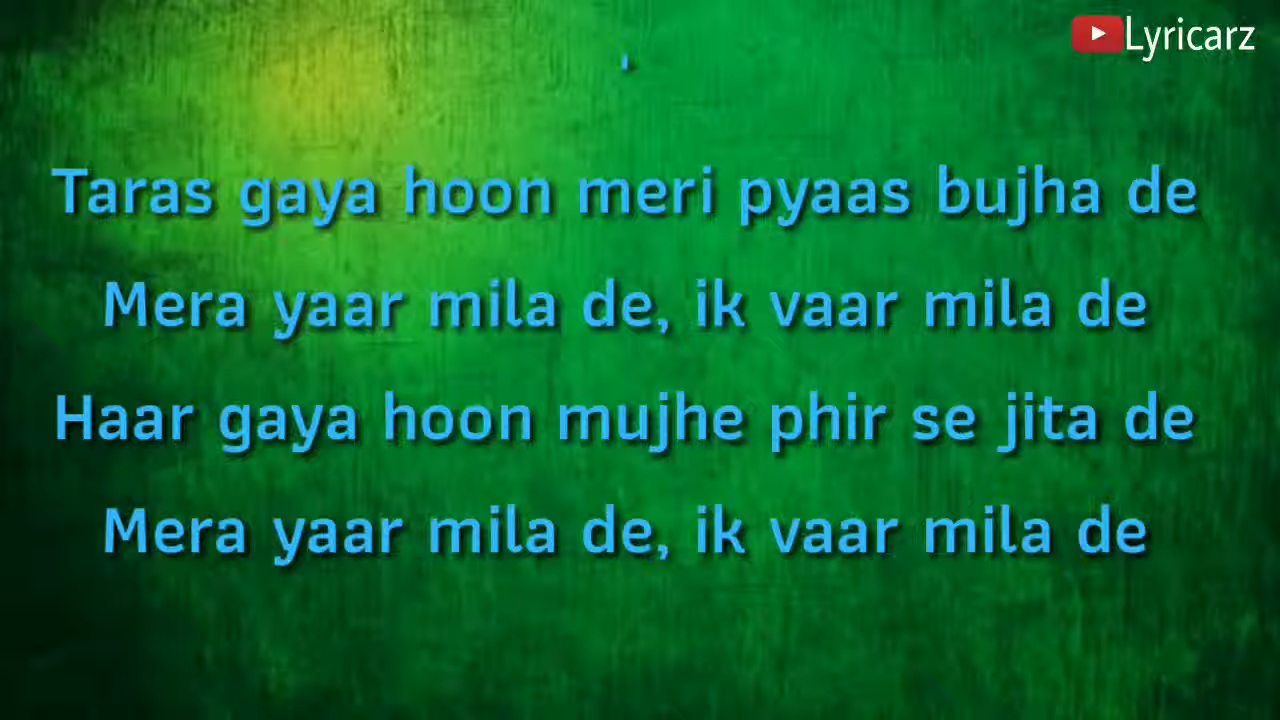 Lyricarz
Taras gaya hoon meri pyaas bujha de
Mera yaar mila de, ik vaar mila de
Haar gaya hoon mujhe phir se jita de
Mera yaar mila de, ik vaar mila de